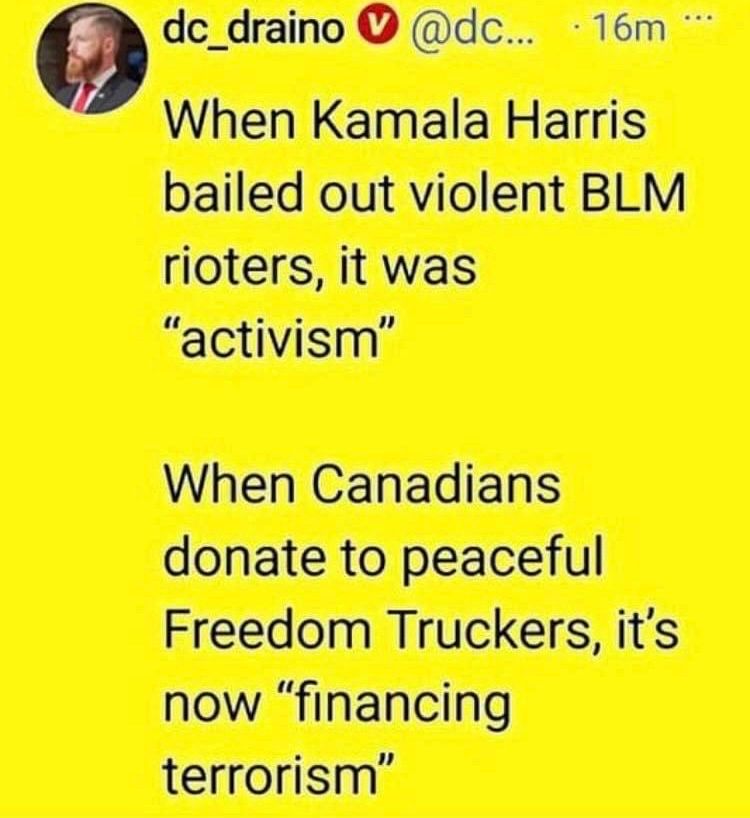 dc_draino V @dc... · 16m ...
When Kamala Harris
bailed out violent BLM
rioters, it was
“activism”
When Canadians
donate to peaceful
Freedom Truckers, it's
now “financing
terrorism”